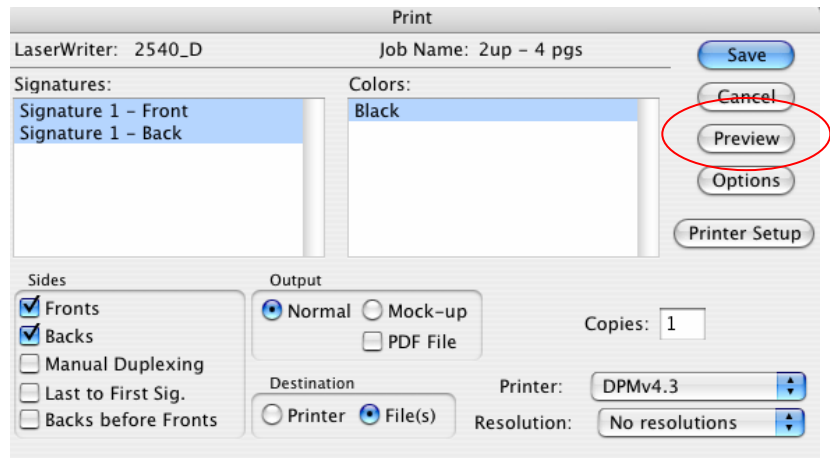 Print
LaserWriter: 2540_D
Job Name: 2up – 4 pgs
Save
Signatures:
Colors:
Cancel
Signature 1 – Front
Signature 1 – Back
Black
Preview
Options
Printer Setup
Sides
Fronts
Backs
Manual Duplexing
Last to First Sig.
Backs before Fronts
Output
Normal
Mock-up
PDF File
Copies: 1
Destination
Printer
File(s)
Printer: DPMv4.3
Resolution: No resolutions